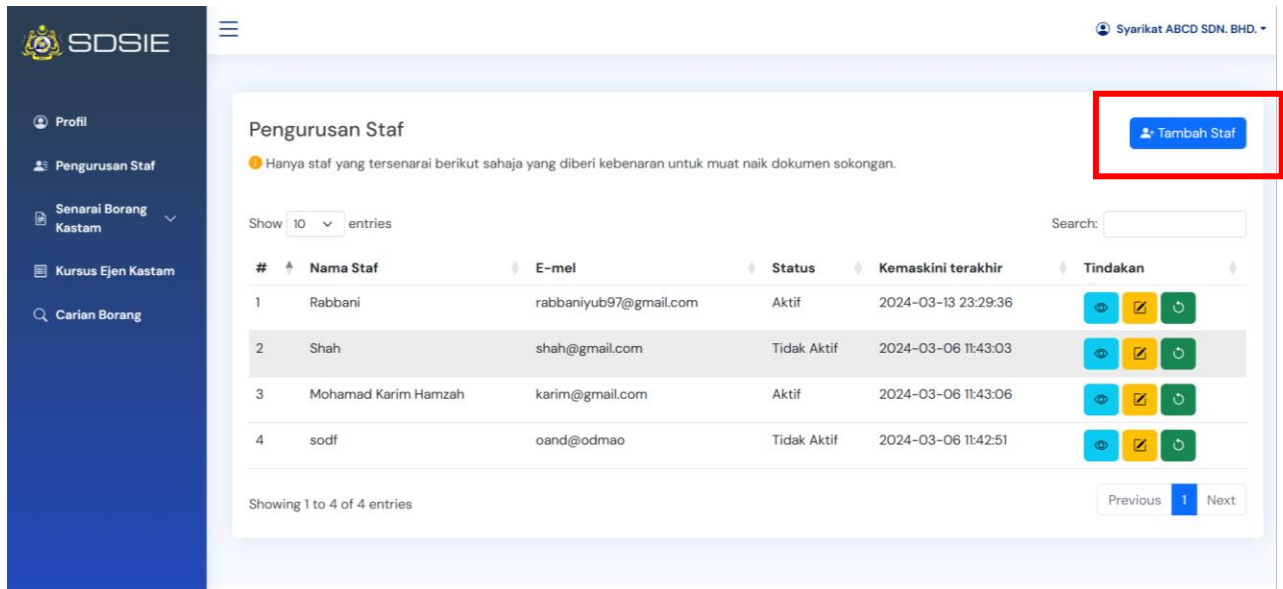 SDSIE
Syarikat ABCD SDN. BHD.
Profil
Pengurusan Staf
Senarai Borang
Kastam
Kursus Ejen Kastam
Carian Borang
Pengurusan Staf
Tambah Staf
Hanya staf yang tersenarai berikut sahaja yang diberi kebenaran untuk muat naik dokumen sokongan.
Show 10 entries
Search:
# Nama Staf E-mel Status Kemaskini terakhir Tindakan
1 Rabbani rabbaniyub97@gmail.com Aktif 2024-03-13 23:29:36
2 Shah shah@gmail.com Tidak Aktif 2024-03-06 11:43:03
3 Mohamad Karim Hamzah karim@gmail.com Aktif 2024-03-06 11:43:06
4 sodf oand@odmao Tidak Aktif 2024-03-06 11:42:51
Showing 1 to 4 of 4 entries
Previous 1 Next